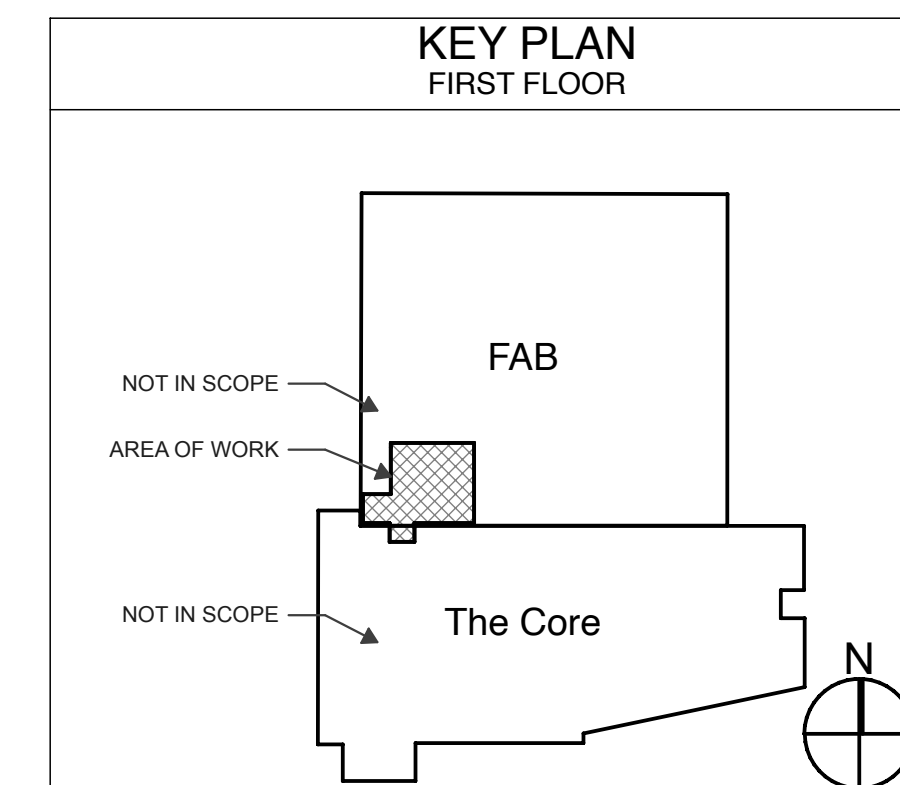 KEY PLAN
FIRST FLOOR
FAB
NOT IN SCOPE
AREA OF WORK
NOT IN SCOPE
The Core
N